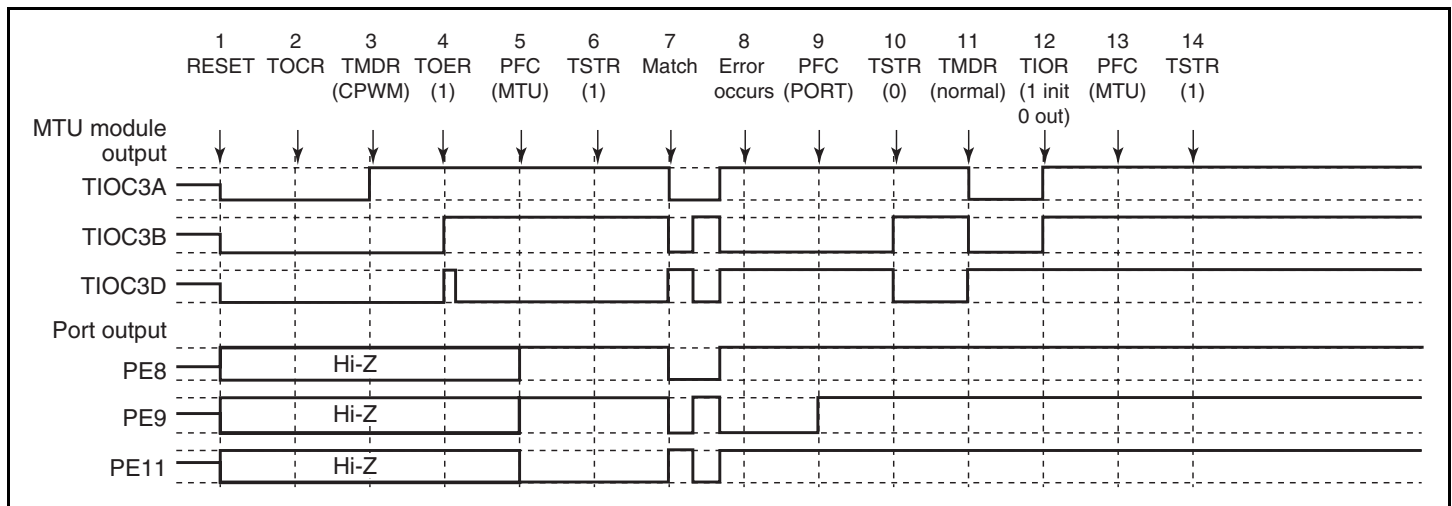 1 2 3 4 5 6 7 8 9 10 11 12 13 14
RESET TOCR TMDR TOER PFC TSTR Match Error PFC TSTR TMDR TIOR PFC TSTR
(CPWM) (1) (MTU) (1) occurs (PORT) (0) (normal) (1 init (MTU) (1)
0 out)
MTU module
output
TIOC3A
TIOC3B
TIOC3D
Port output
PE8 Hi-Z
PE9 Hi-Z
PE11 Hi-Z